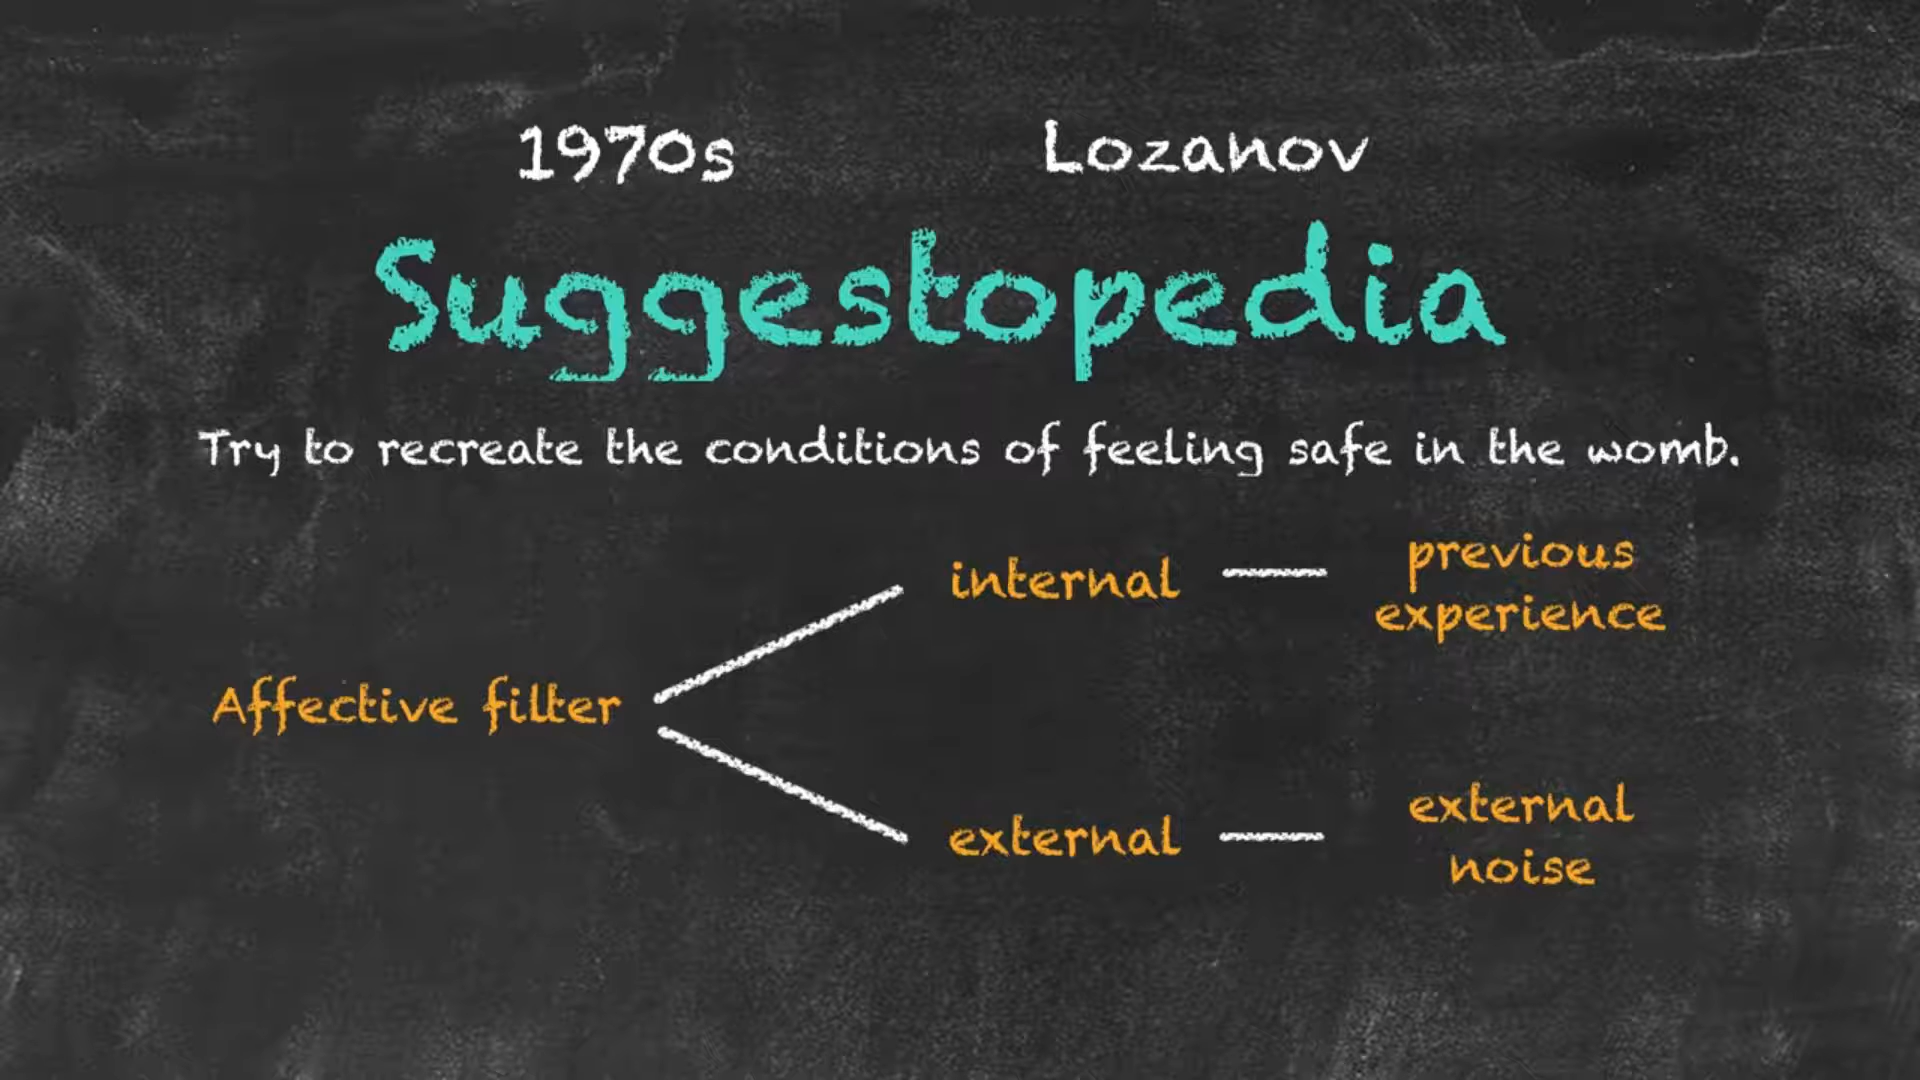 1970s Lozanov
Suggestopedia
Try to recreate the conditions of feeling safe in the womb.
Affective filter
internal
previous
experience
external
external
noise